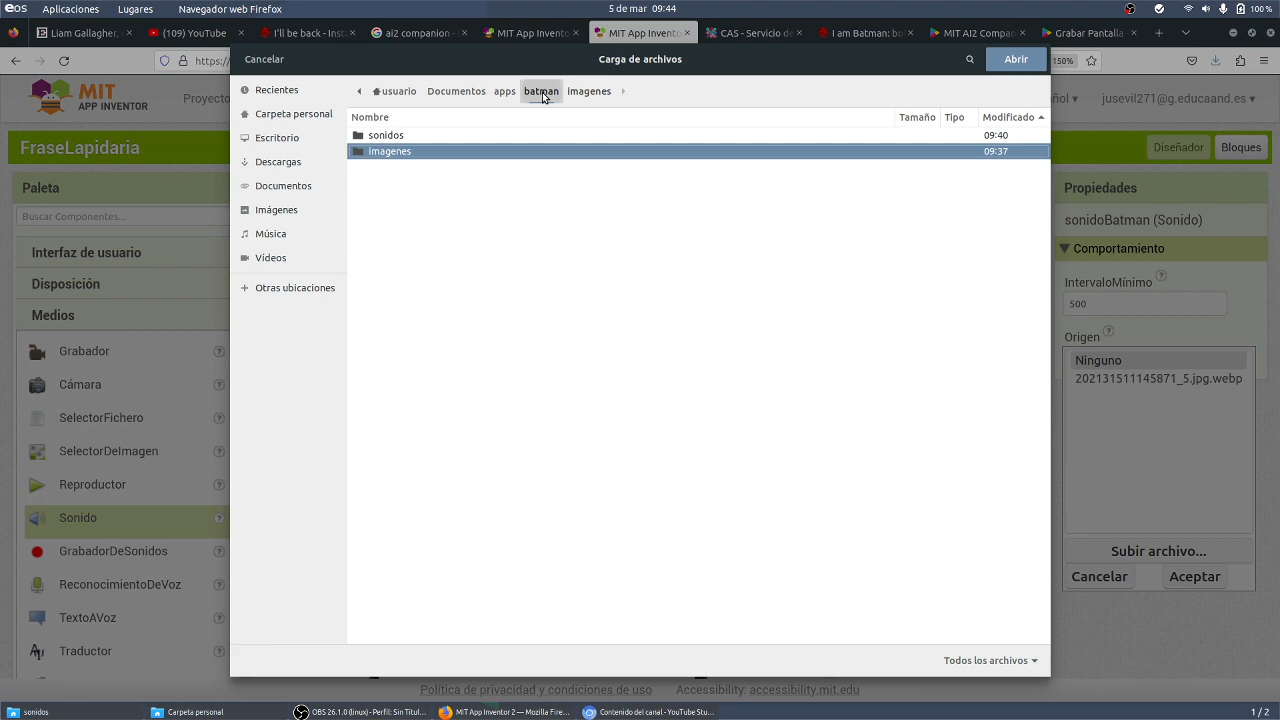 eos Aplicaciones Lugares Navegador web Firefox 5 de mar 09:44 100 %
Liam Gallagher, (109) YouTube I'll be back - Insta ai2 companion - MIT App Invento MIT App Invento CAS - Servicio de I am Batman: bo MIT AI2 Compan Grabar Pantalla
https:// 150%
Cancelar Carga de archivos Abrir
MIT
APP INVENTOR
Proyecto
ñol jusevil271@g.educaand.es
FraseLapidaria
Diseñador Bloques
Recientes
Carpeta personal
Escritorio
Descargas
Documentos
Imágenes
Música
Vídeos
Otras ubicaciones
usuario Documentos apps batman imagenes
Nombre Tamaño Tipo Modificado
sonidos 09:40
imagenes 09:37
Todos los archivos
Paleta
Buscar Componentes...
Interfaz de usuario
Disposición
Medios
Grabador ?
Cámara ?
SelectorFichero ?
SelectorDeImagen ?
Reproductor ?
Sonido ?
GrabadorDeSonidos ?
ReconocimientoDeVoz ?
TextoAVoz ?
Traductor ?
Propiedades
sonidoBatman (Sonido)
Comportamiento
IntervaloMínimo ?
500
Origen ?
Ninguno
202131511145871_5.jpg.webp
Subir archivo...
Cancelar Aceptar
Política de privacidad y condiciones de uso Accessibility: accessibility.mit.edu
sonidos Carpeta personal OBS 26.1.0 (linux) - Perfil: Sin Titul... MIT App Inventor 2 — Mozilla Firef... Contenido del canal - YouTube Stu... 1 / 2